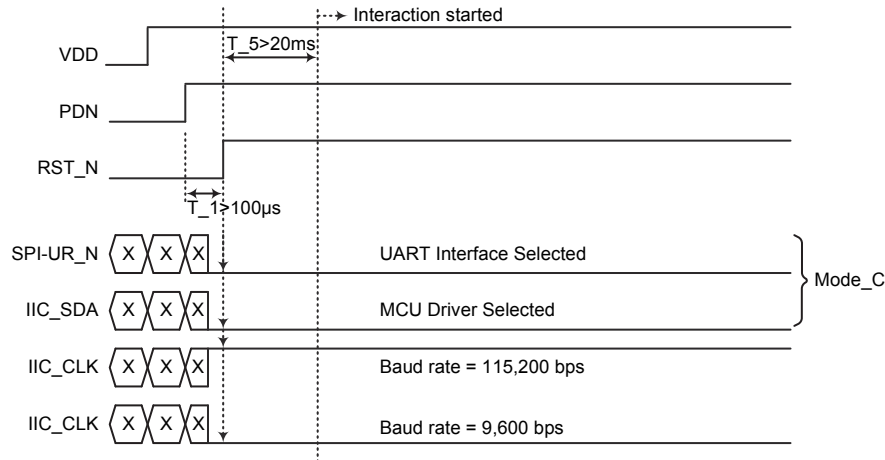 Interaction started
VDD
T_5>20ms
PDN
RST_N
T_1>100μs
SPI-UR_N X X X UART Interface Selected
Mode_C
IIC_SDA X X X MCU Driver Selected
IIC_CLK X X X Baud rate = 115,200 bps
IIC_CLK X X X Baud rate = 9,600 bps